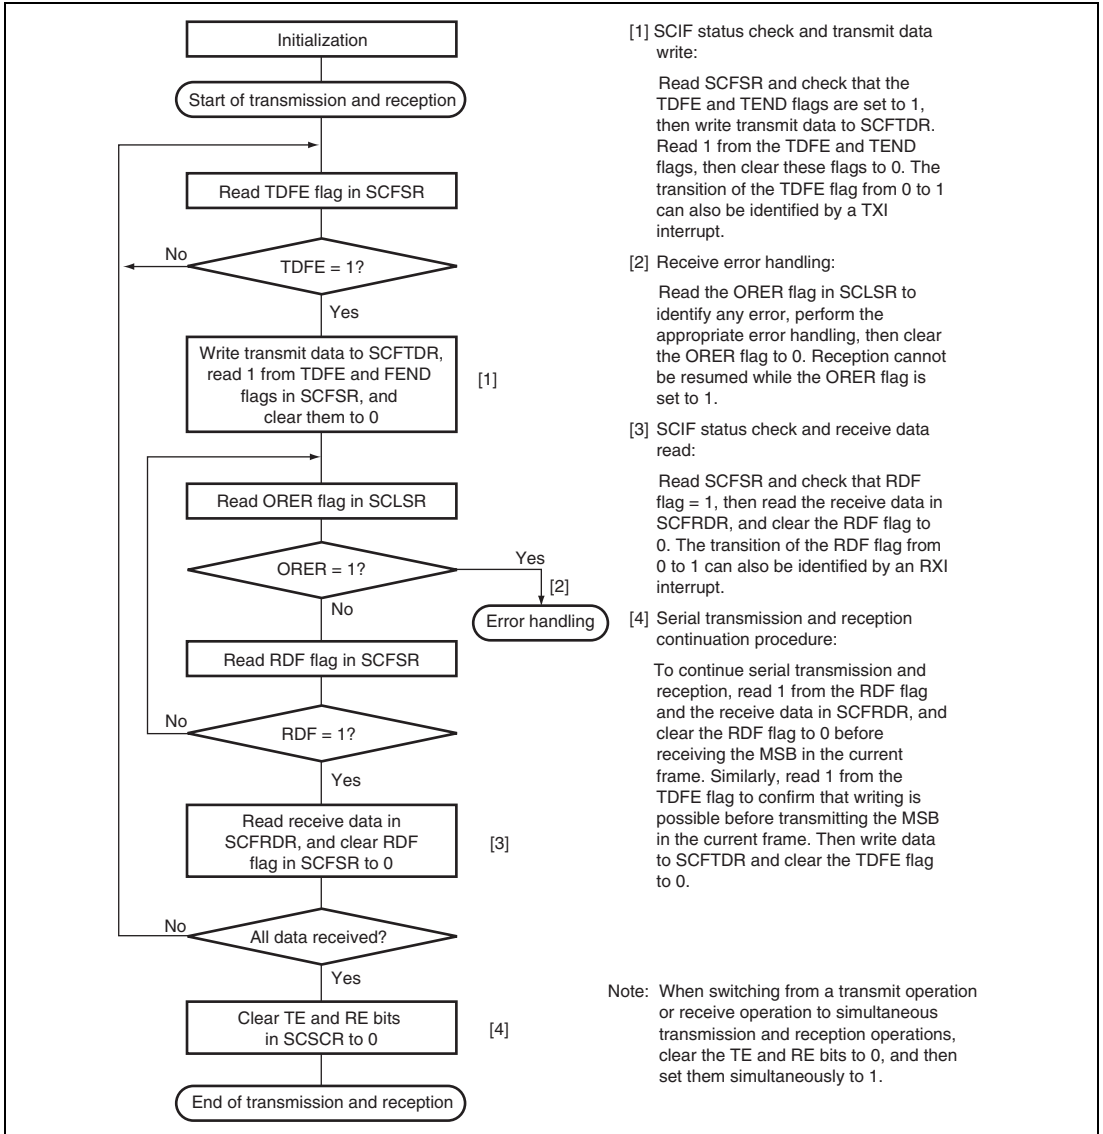 Initialization
Start of transmission and reception
Read TDFE flag in SCFSR
No
TDFE = 1?
Yes
Write transmit data to SCFTDR,
read 1 from TDFE and FEND
flags in SCFSR, and
clear them to 0
[1]
Read ORER flag in SCLSR
ORER = 1?
Yes
[2]
No
Error handling
Read RDF flag in SCFSR
No
RDF = 1?
Yes
Read receive data in
SCFRDR, and clear RDF
flag in SCFSR to 0
[3]
No
All data received?
Yes
Clear TE and RE bits
in SCSCR to 0
[4]
End of transmission and reception
[1] SCIF status check and transmit data
write:
Read SCFSR and check that the
TDFE and TEND flags are set to 1,
then write transmit data to SCFTDR.
Read 1 from the TDFE and TEND
flags, then clear these flags to 0. The
transition of the TDFE flag from 0 to 1
can also be identified by a TXI
interrupt.
[2] Receive error handling:
Read the ORER flag in SCLSR to
identify any error, perform the
appropriate error handling, then clear
the ORER flag to 0. Reception cannot
be resumed while the ORER flag is
set to 1.
[3] SCIF status check and receive data
read:
Read SCFSR and check that RDF
flag = 1, then read the receive data in
SCFRDR, and clear the RDF flag to
0. The transition of the RDF flag from
0 to 1 can also be identified by an RXI
interrupt.
[4] Serial transmission and reception
continuation procedure:
To continue serial transmission and
reception, read 1 from the RDF flag
and the receive data in SCFRDR, and
clear the RDF flag to 0 before
receiving the MSB in the current
frame. Similarly, read 1 from the
TDFE flag to confirm that writing is
possible before transmitting the MSB
in the current frame. Then write data
to SCFTDR and clear the TDFE flag
to 0.
Note: When switching from a transmit operation
or receive operation to simultaneous
transmission and reception operations,
clear the TE and RE bits to 0, and then
set them simultaneously to 1.